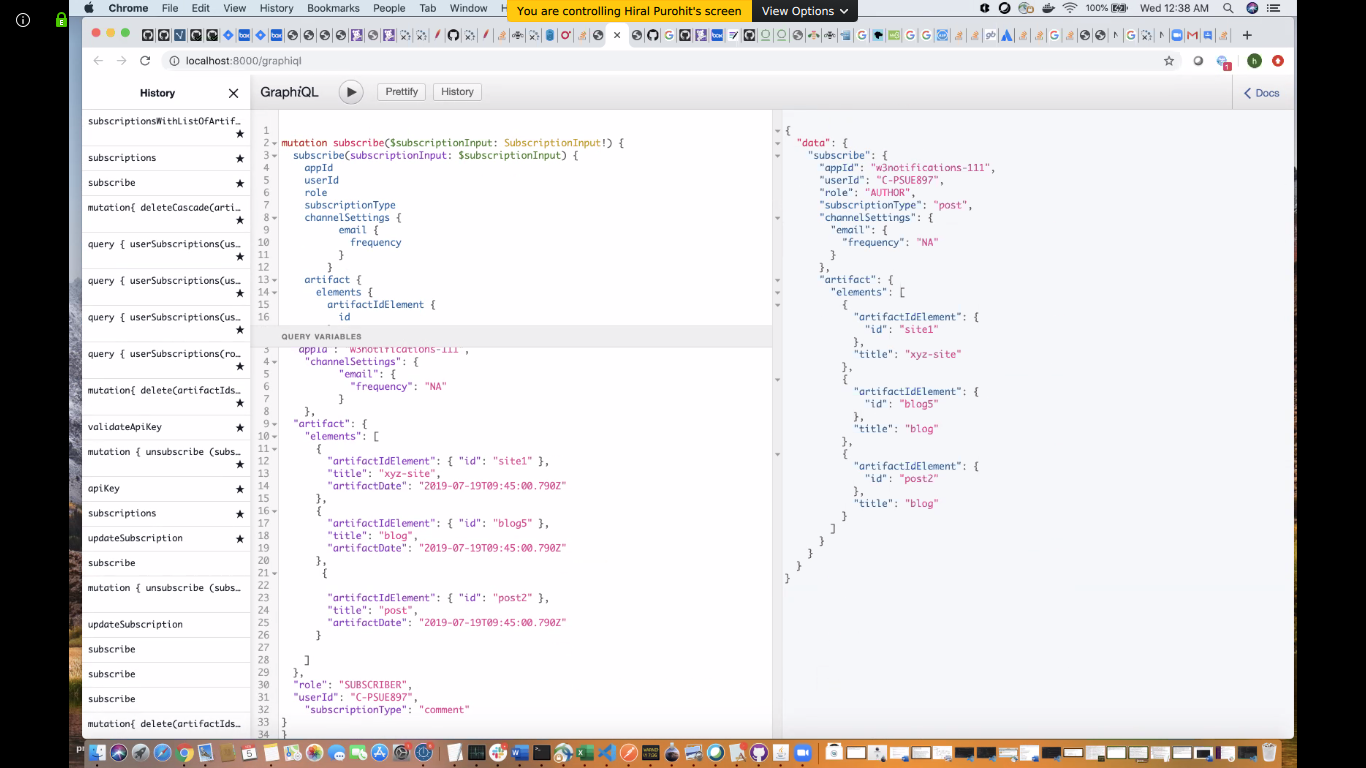 Chrome File Edit View History Bookmarks People Tab Window
You are controlling Hiral Purohit's screen
View Options
100% Wed 12:38 AM
localhost:8000/graphiql
History
subscriptionsWithListOfArtif...
subscriptions
subscribe
mutation{ deleteCascade(arti...
query { userSubscriptions(us...
query { userSubscriptions(us...
query { userSubscriptions(us...
query { userSubscriptions(ro...
mutation{ delete(artifactIds...
validateApiKey
mutation { unsubscribe (subs...
apiKey
subscriptions
updateSubscription
subscribe
mutation { unsubscribe (subs...
updateSubscription
subscribe
subscribe
subscribe
mutation{ delete(artifactIds...
GraphiQL Prettify History Docs
1
2 mutation subscribe($subscriptionInput: SubscriptionInput!) {
3 subscribe(subscriptionInput: $subscriptionInput) {
4 appId
5 userId
6 role
7 subscriptionType
8 channelSettings {
9 email {
10 frequency
11 }
12 }
13 artifact {
14 elements {
15 artifactIdElement {
16 id
QUERY VARIABLES
3 "appId": "w3notifications-111",
4 "channelSettings": {
5 "email": {
6 "frequency": "NA"
7 }
8 },
9 "artifact": {
10 "elements": [
11 {
12 "artifactIdElement": { "id": "site1" },
13 "title": "xyz-site",
14 "artifactDate": "2019-07-19T09:45:00.790Z"
15 },
16 {
17 "artifactIdElement": { "id": "blog5" },
18 "title": "blog",
19 "artifactDate": "2019-07-19T09:45:00.790Z"
20 },
21 {
22
23 "artifactIdElement": { "id": "post2" },
24 "title": "post",
25 "artifactDate": "2019-07-19T09:45:00.790Z"
26 }
27
28 ]
29 },
30 "role": "SUBSCRIBER",
31 "userId": "C-PSUE897",
32 "subscriptionType": "comment"
33 }
34 }
{
"data": {
"subscribe": {
"appId": "w3notifications-111",
"userId": "C-PSUE897",
"role": "AUTHOR",
"subscriptionType": "post",
"channelSettings": {
"email": {
"frequency": "NA"
}
},
"artifact": {
"elements": [
{
"artifactIdElement": {
"id": "site1"
},
"title": "xyz-site"
},
{
"artifactIdElement": {
"id": "blog5"
},
"title": "blog"
},
{
"artifactIdElement": {
"id": "post2"
},
"title": "blog"
}
]
}
}
}
}